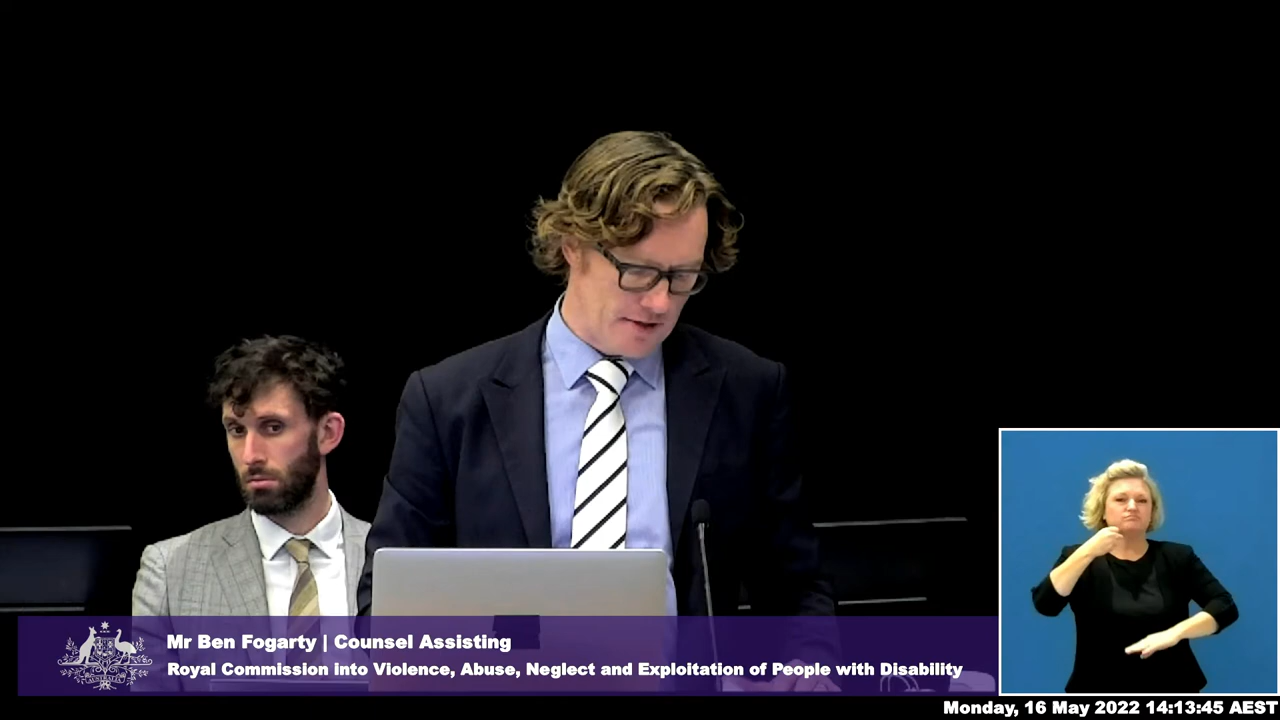 Mr Ben Fogarty | Counsel Assisting
Royal Commission into Violence, Abuse, Neglect and Exploitation of People with Disability
AUSTRALIA
Monday, 16 May 2022 14:13:45 AEST